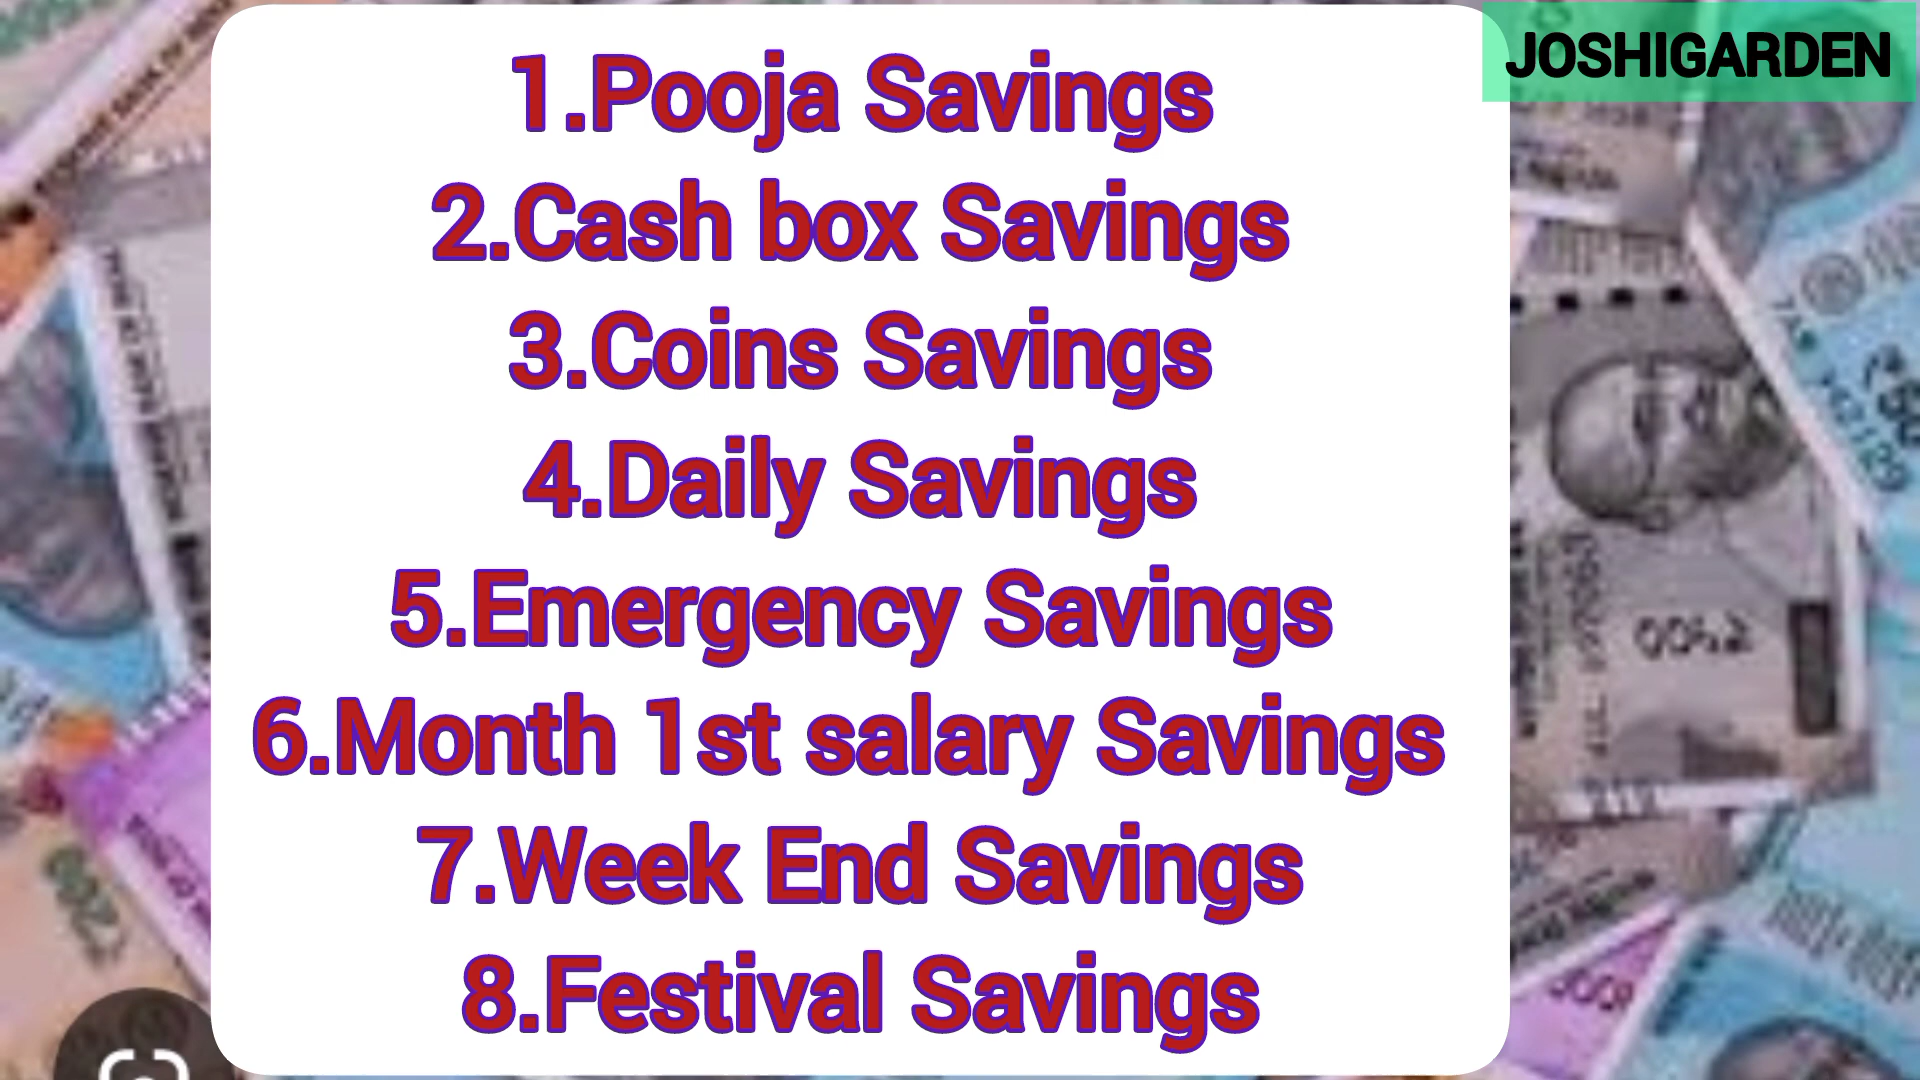 JOSHIGARDEN
1.Pooja Savings
2.Cash box Savings
3.Coins Savings
4.Daily Savings
5.Emergency Savings
6.Month 1st salary Savings
7.Week End Savings
8.Festival Savings